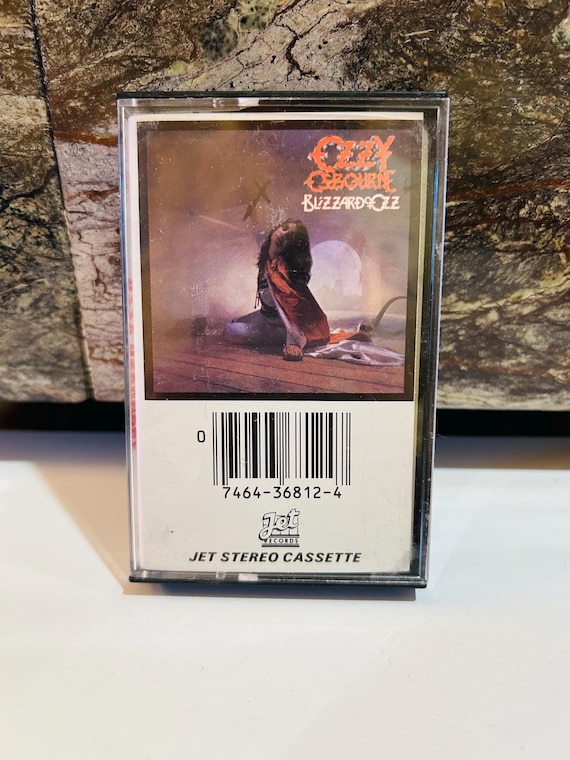 OZZY
OSBOURNE
BLIZZARD OF OZZ
0
7464-36812-4
Jet
RECORDS
JET STEREO CASSETTE